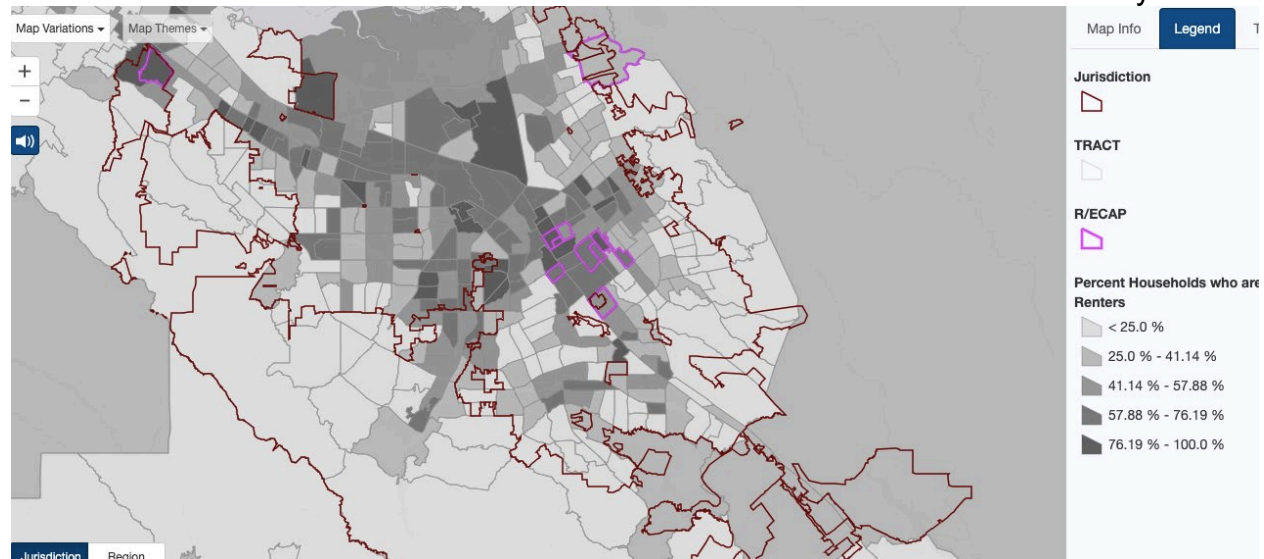 Map Variations
Map Themes
+
−
Jurisdiction
Region
Map Info
Legend
T
Jurisdiction
TRACT
R/ECAP
Percent Households who are
Renters
< 25.0 %
25.0 % - 41.14 %
41.14 % - 57.88 %
57.88 % - 76.19 %
76.19 % - 100.0 %